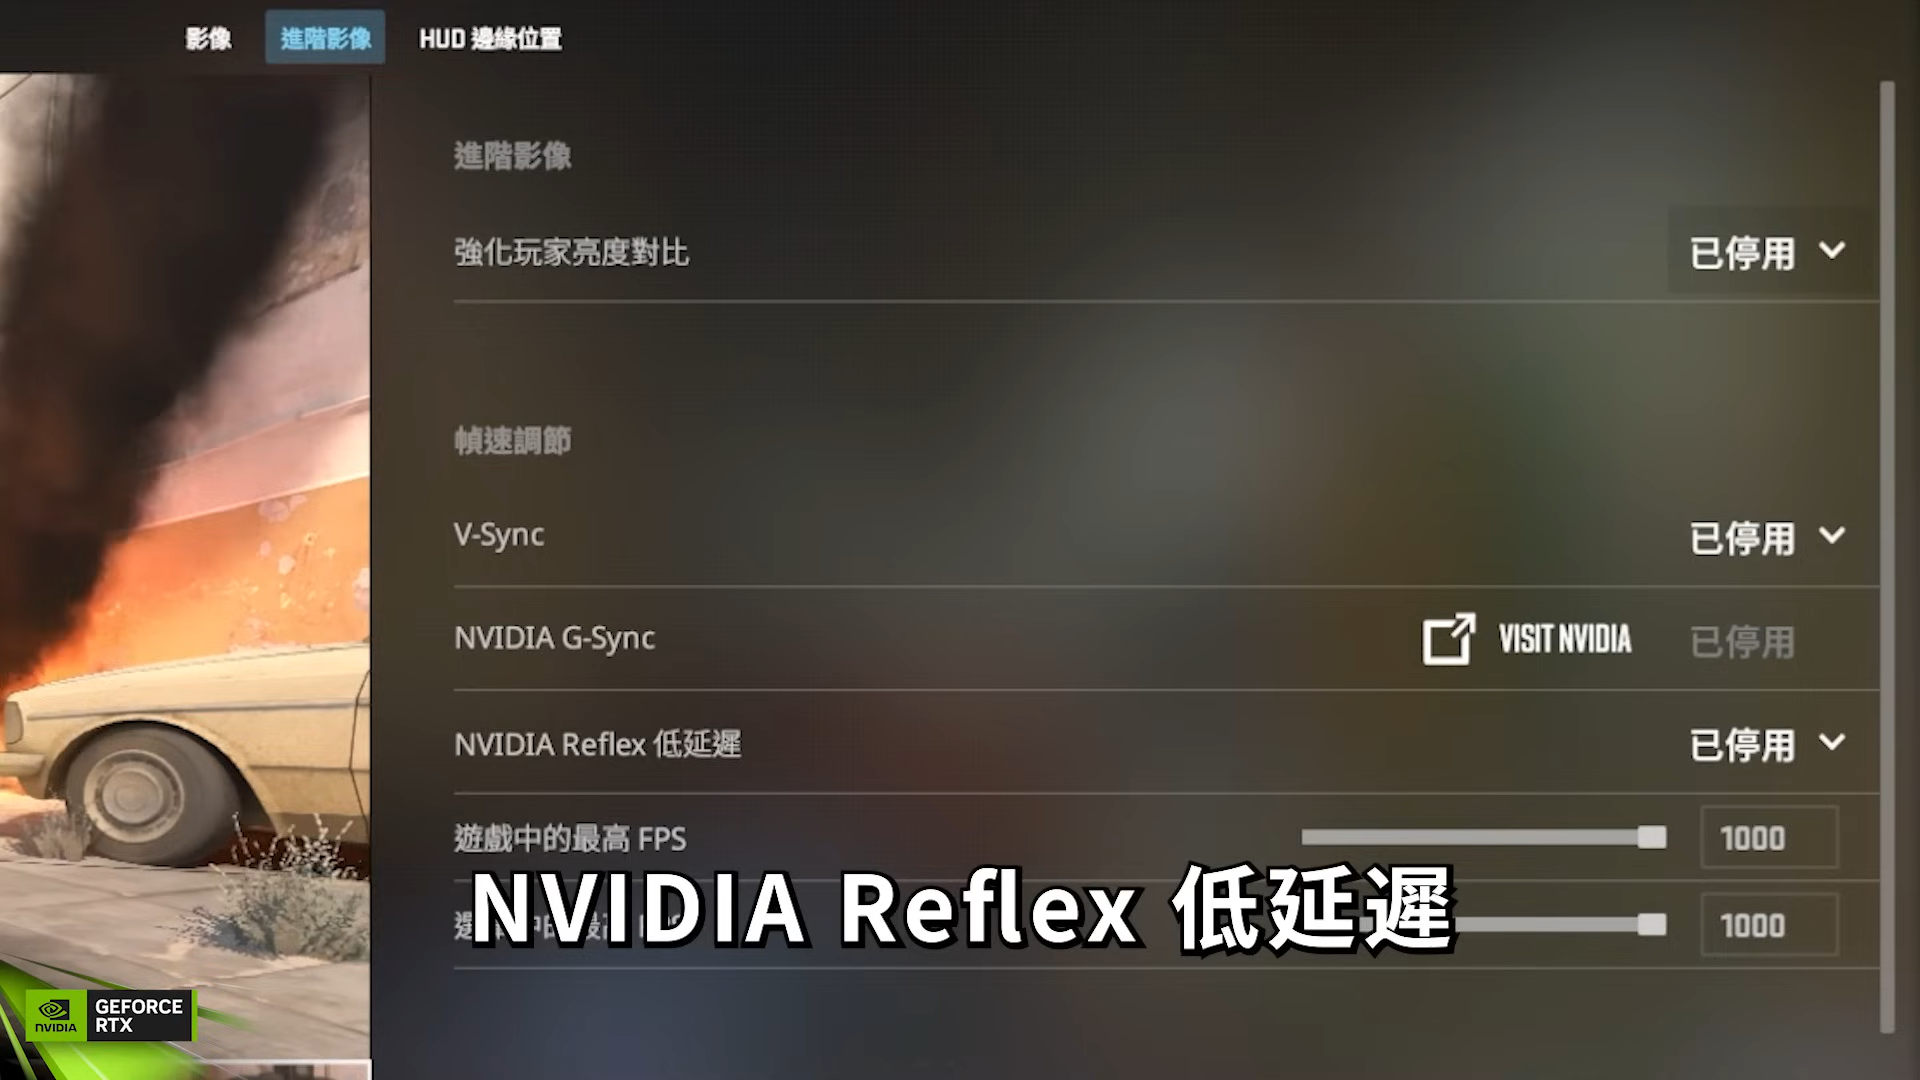 影像 進階影像 HUD 邊緣位置
進階影像
強化玩家亮度對比 已停用
幀速調節
V-Sync 已停用
NVIDIA G-Sync VISIT NVIDIA 已停用
NVIDIA Reflex 低延遲 已停用
遊戲中的最高 FPS 1000
1000
NVIDIA Reflex 低延遲
NVIDIA GEFORCE
RTX